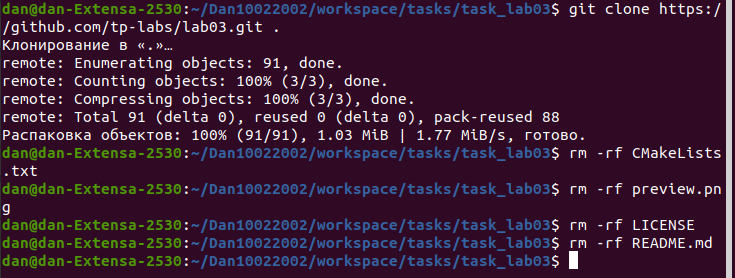 dan@dan-Extensa-2530:~/Dan10022002/workspace/tasks/task_lab03$ git clone https:/
/github.com/tp-labs/lab03.git .
Клонирование в «.»…
remote: Enumerating objects: 91, done.
remote: Counting objects: 100% (3/3), done.
remote: Compressing objects: 100% (3/3), done.
remote: Total 91 (delta 0), reused 0 (delta 0), pack-reused 88
Распаковка объектов: 100% (91/91), 1.03 MiB | 1.77 MiB/s, готово.
dan@dan-Extensa-2530:~/Dan10022002/workspace/tasks/task_lab03$ rm -rf CMakeLists
.txt
dan@dan-Extensa-2530:~/Dan10022002/workspace/tasks/task_lab03$ rm -rf preview.pn
g
dan@dan-Extensa-2530:~/Dan10022002/workspace/tasks/task_lab03$ rm -rf LICENSE
dan@dan-Extensa-2530:~/Dan10022002/workspace/tasks/task_lab03$ rm -rf README.md
dan@dan-Extensa-2530:~/Dan10022002/workspace/tasks/task_lab03$